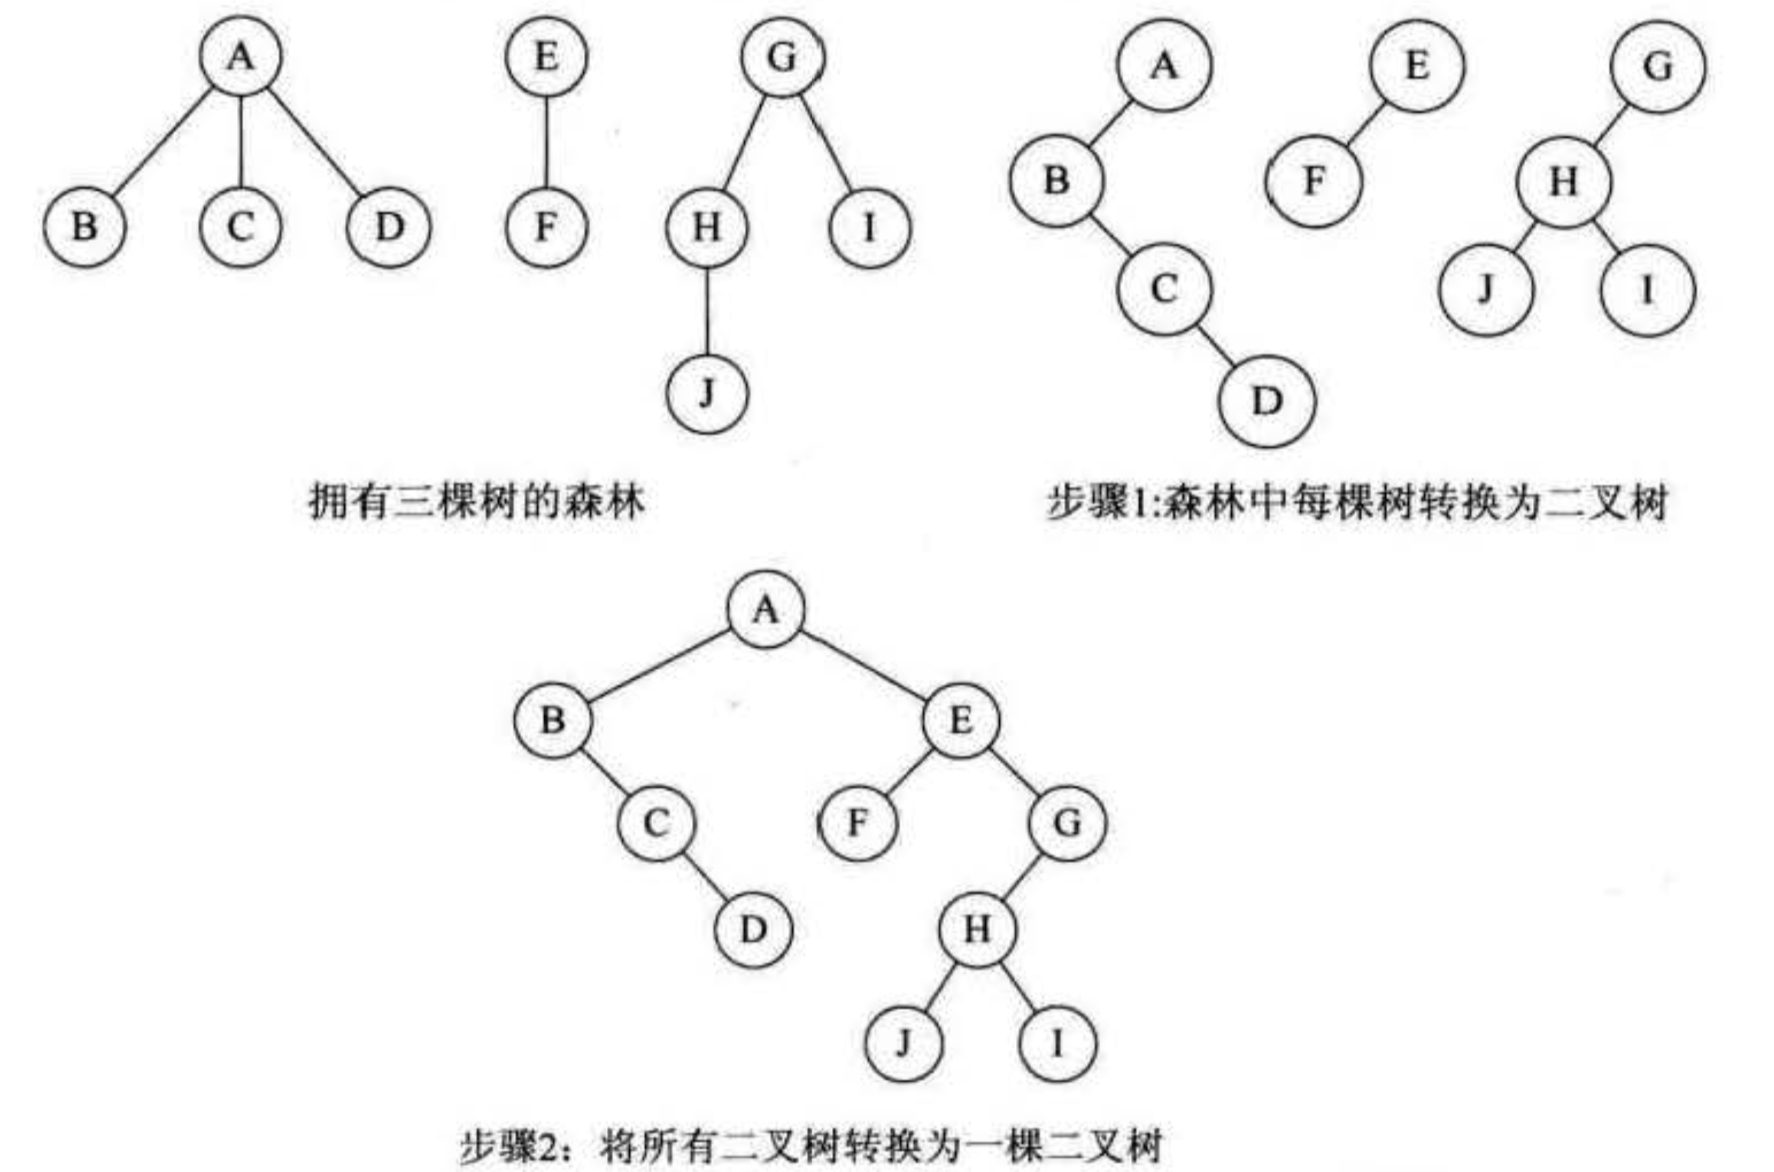 A E G
B C D F H I
J
A E G
B F H
C J I
D
拥有三棵树的森林
步骤1:森林中每棵树转换为二叉树
A
B E
C F G
D H
J I
步骤2：将所有二叉树转换为一棵二叉树